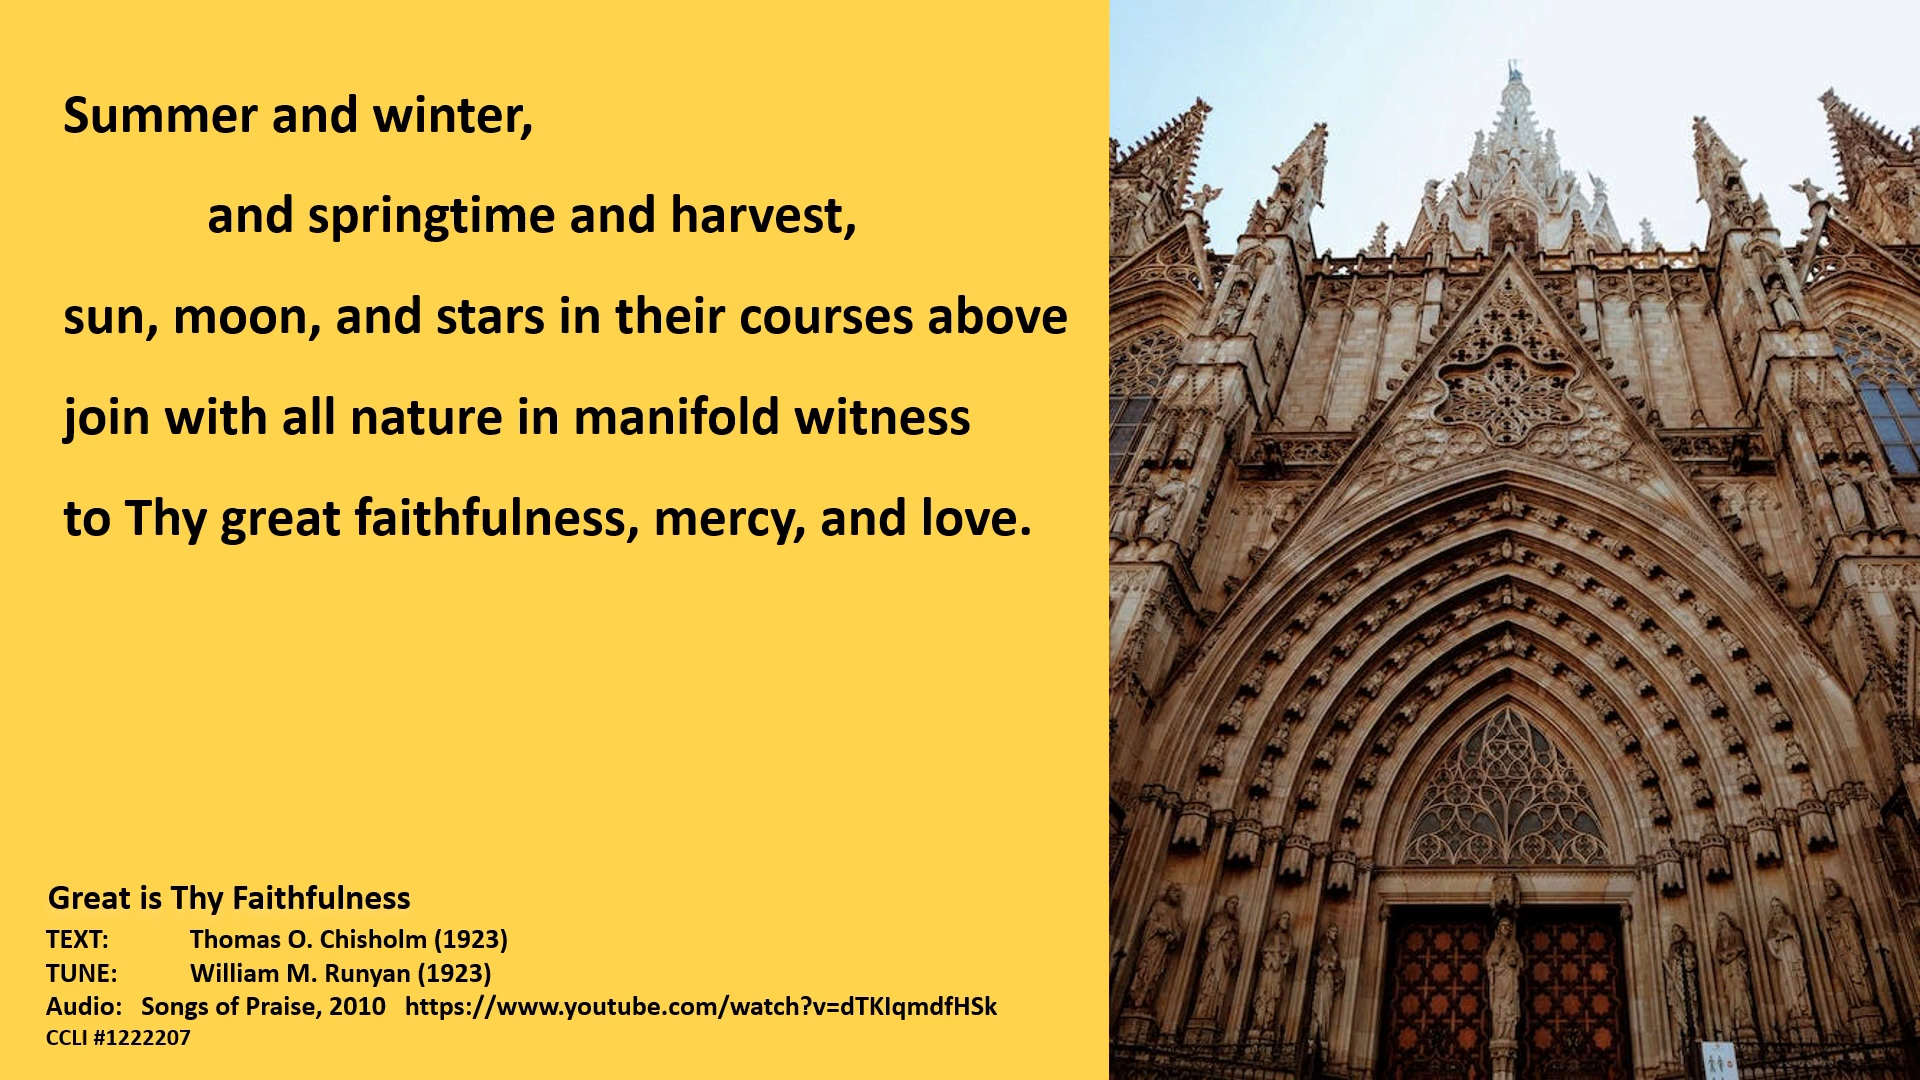 Summer and winter,
and springtime and harvest,
sun, moon, and stars in their courses above
join with all nature in manifold witness
to Thy great faithfulness, mercy, and love.
Great is Thy Faithfulness
TEXT: Thomas O. Chisholm (1923)
TUNE: William M. Runyan (1923)
Audio: Songs of Praise, 2010 https://www.youtube.com/watch?v=dTKIqmdfHSk
CCLI #1222207